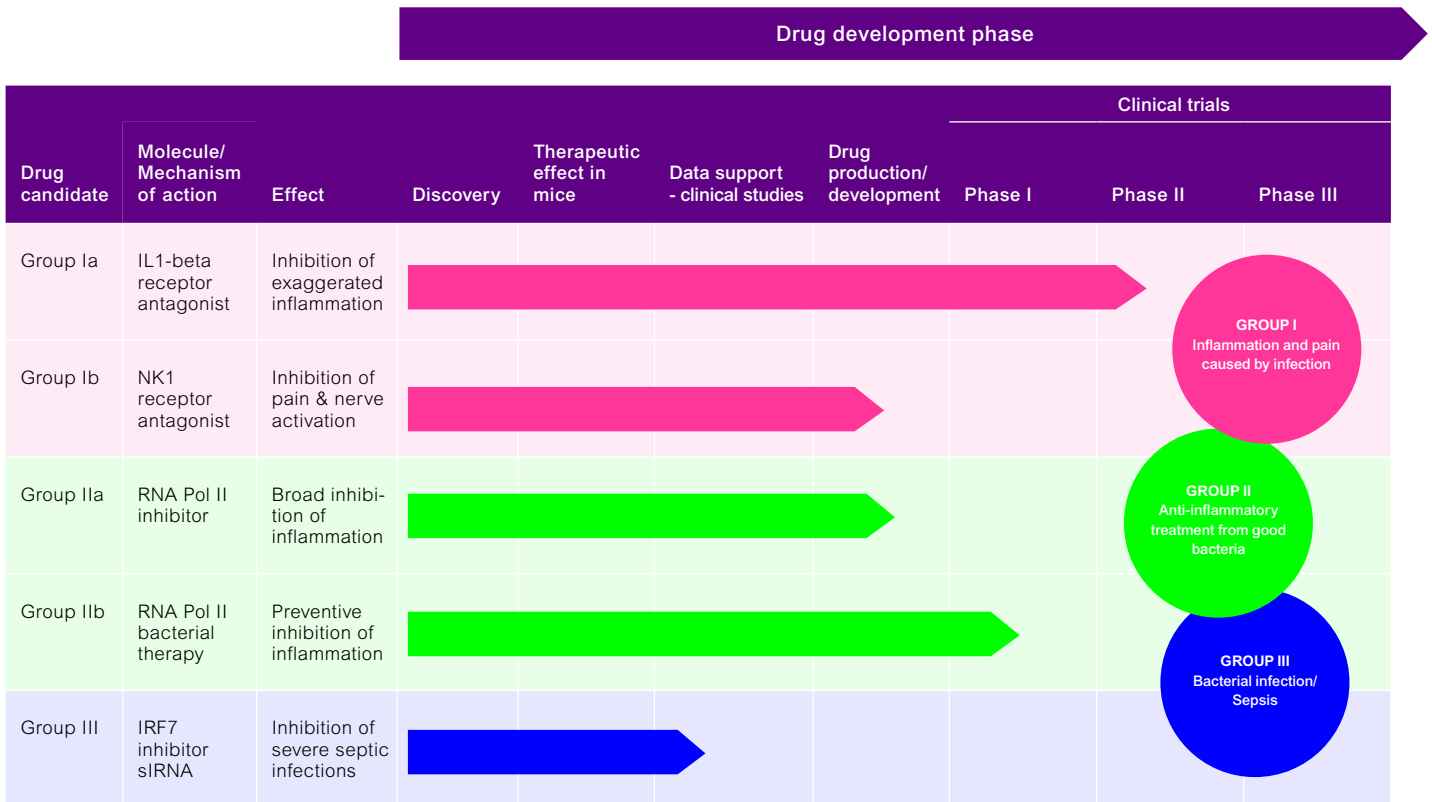 Drug development phase
Clinical trials
Drug
candidate
Molecule/
Mechanism
of action
Effect
Discovery
Therapeutic
effect in
mice
Data support
- clinical studies
Drug
production/
development
Phase I
Phase II
Phase III
Group Ia
IL1-beta
receptor
antagonist
Inhibition of
exaggerated
inflammation
Group Ib
NK1
receptor
antagonist
Inhibition of
pain & nerve
activation
Group IIa
RNA Pol II
inhibitor
Broad inhibi-
tion of
inflammation
Group IIb
RNA Pol II
bacterial
therapy
Preventive
inhibition of
inflammation
Group III
IRF7
inhibitor
sIRNA
Inhibition of
severe septic
infections
GROUP I
Inflammation and pain
caused by infection
GROUP II
Anti-inflammatory
treatment from good
bacteria
GROUP III
Bacterial infection/
Sepsis